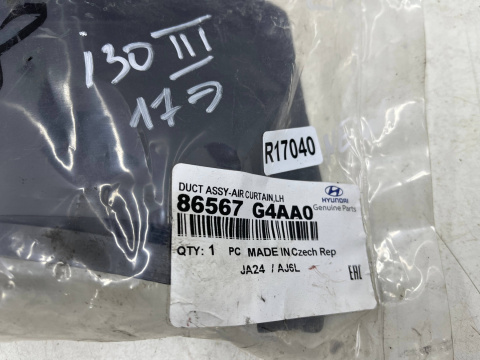 i30 III
17->
R17040
DUCT ASSY-AIR CURTAIN,LH
86567 G4AA0
HYUNDAI
Genuine Parts
QTY: 1 PC MADE IN Czech Rep
JA24 / AJ6L
EAC